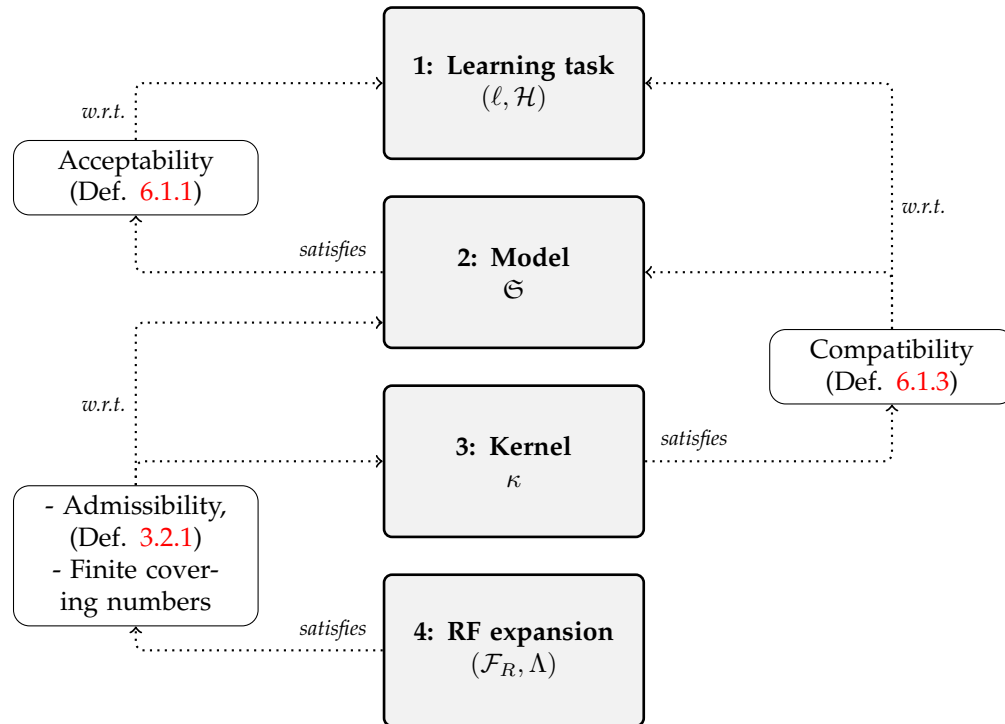 1: Learning task
(ℓ, ℋ)
w.r.t.
Acceptability
(Def. 6.1.1)
w.r.t.
satisfies
2: Model
𝔖
Compatibility
(Def. 6.1.3)
w.r.t.
satisfies
3: Kernel
κ
- Admissibility,
(Def. 3.2.1)
- Finite cover-
ing numbers
satisfies
4: RF expansion
(ℱ_R, Λ)